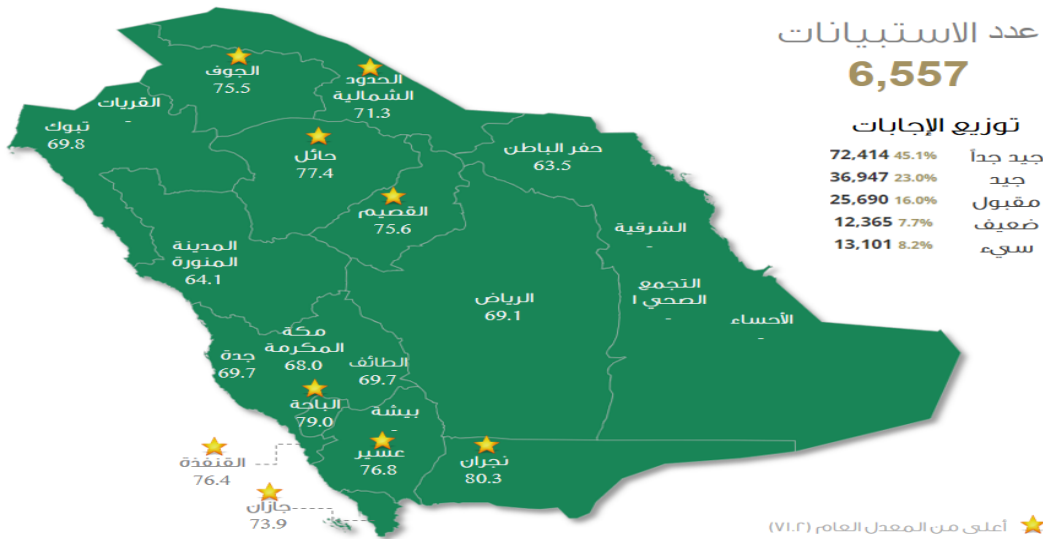 عدد الاستبيانات
6,557
توزيع الإجابات
جيد جداً 45.1% 72,414
جيد 23.0% 36,947
مقبول 16.0% 25,690
ضعيف 7.7% 12,365
سيء 8.2% 13,101
الجوف
75.5
الحدود
الشمالية
71.3
القريات
-
تبوك
69.8
حائل
77.4
حفر الباطن
63.5
القصيم
75.6
الشرقية
-
المدينة
المنورة
64.1
التجمع
الصحي ١
-
الرياض
69.1
الأحساء
-
مكة
المكرمة
68.0
جدة
69.7
الطائف
69.7
الباحة
79.0
بيشة
-
عسير
76.8
نجران
80.3
القنفذة
76.4
جازان
73.9
أعلى من المعدل العام (٧١.٢)